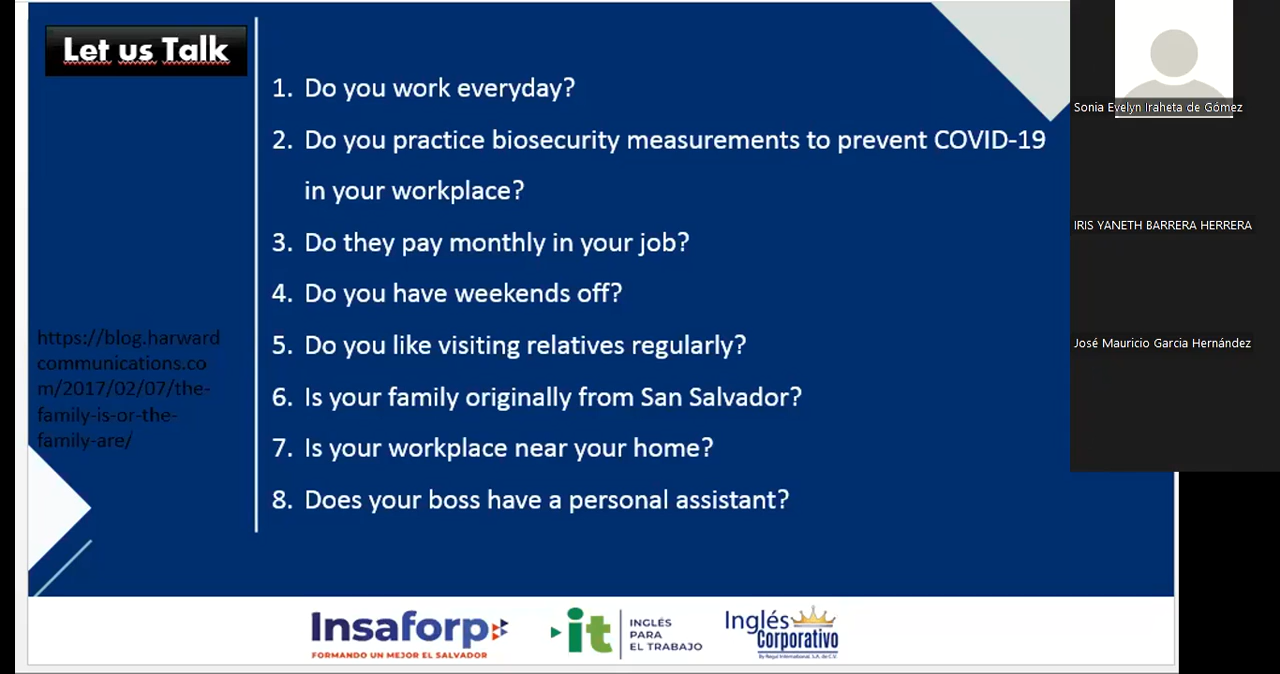 Let us Talk
1. Do you work everyday?
2. Do you practice biosecurity measurements to prevent COVID-19
in your workplace?
3. Do they pay monthly in your job?
4. Do you have weekends off?
5. Do you like visiting relatives regularly?
6. Is your family originally from San Salvador?
7. Is your workplace near your home?
8. Does your boss have a personal assistant?
https://blog.harward
communications.co
m/2017/02/07/the-
family-is-or-the-
family-are/
Sonia Evelyn Iraheta de Gómez
IRIS YANETH BARRERA HERRERA
José Mauricio Garcia Hernández
Insaforp
FORMANDO UN MEJOR EL SALVADOR
it
INGLÉS
PARA
EL TRABAJO
Inglés
Corporativo
By Regal International, S.A. de C.V.